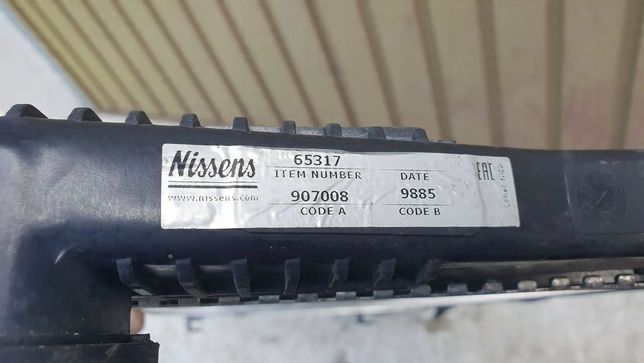 Nissens
www.nissens.com
65317
ITEM NUMBER DATE
907008 9885
CODE A CODE B
EAC